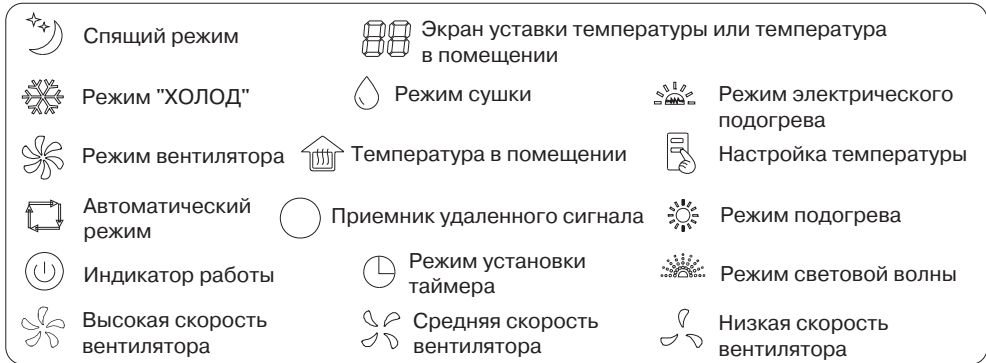 Спящий режим
Экран уставки температуры или температура
в помещении
Режим "ХОЛОД"
Режим сушки
Режим электрического
подогрева
Режим вентилятора
Температура в помещении
Настройка температуры
Автоматический
режим
Приемник удаленного сигнала
Режим подогрева
Индикатор работы
Режим установки
таймера
Режим световой волны
Высокая скорость
вентилятора
Средняя скорость
вентилятора
Низкая скорость
вентилятора